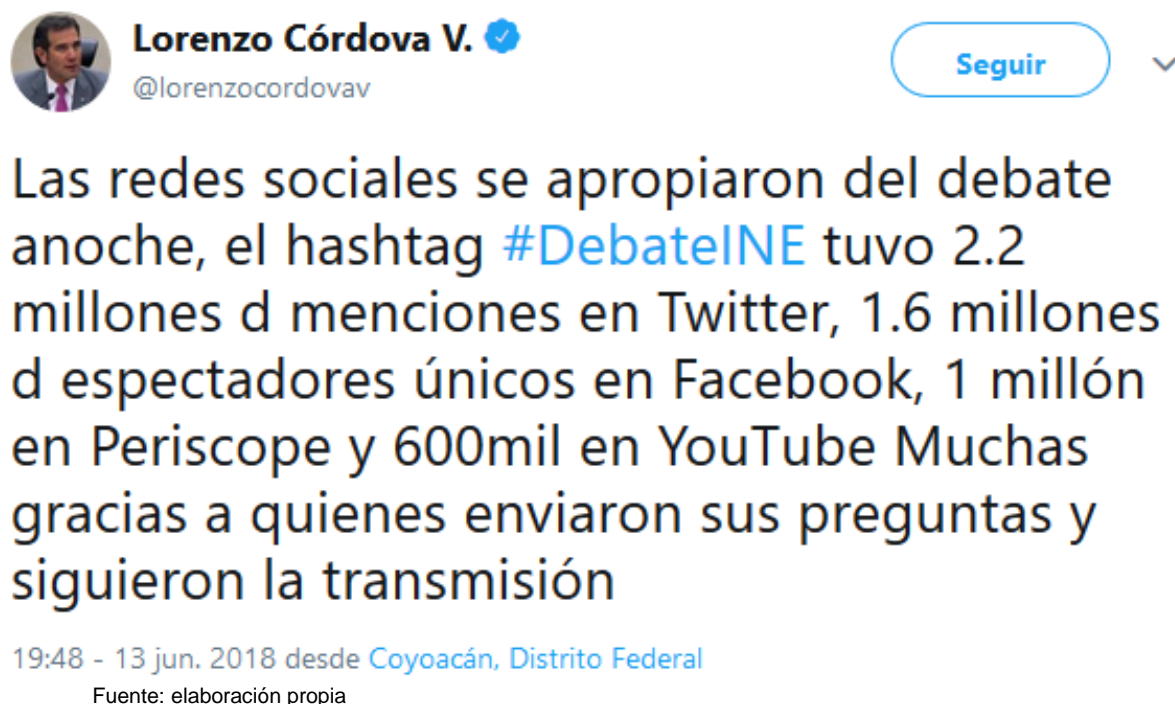 Lorenzo Córdova V.
@lorenzocordovav
Seguir
Las redes sociales se apropiaron del debate
anoche, el hashtag #DebateINE tuvo 2.2
millones d menciones en Twitter, 1.6 millones
d espectadores únicos en Facebook, 1 millón
en Periscope y 600mil en YouTube Muchas
gracias a quienes enviaron sus preguntas y
siguieron la transmisión
19:48 - 13 jun. 2018 desde Coyoacán, Distrito Federal
Fuente: elaboración propia